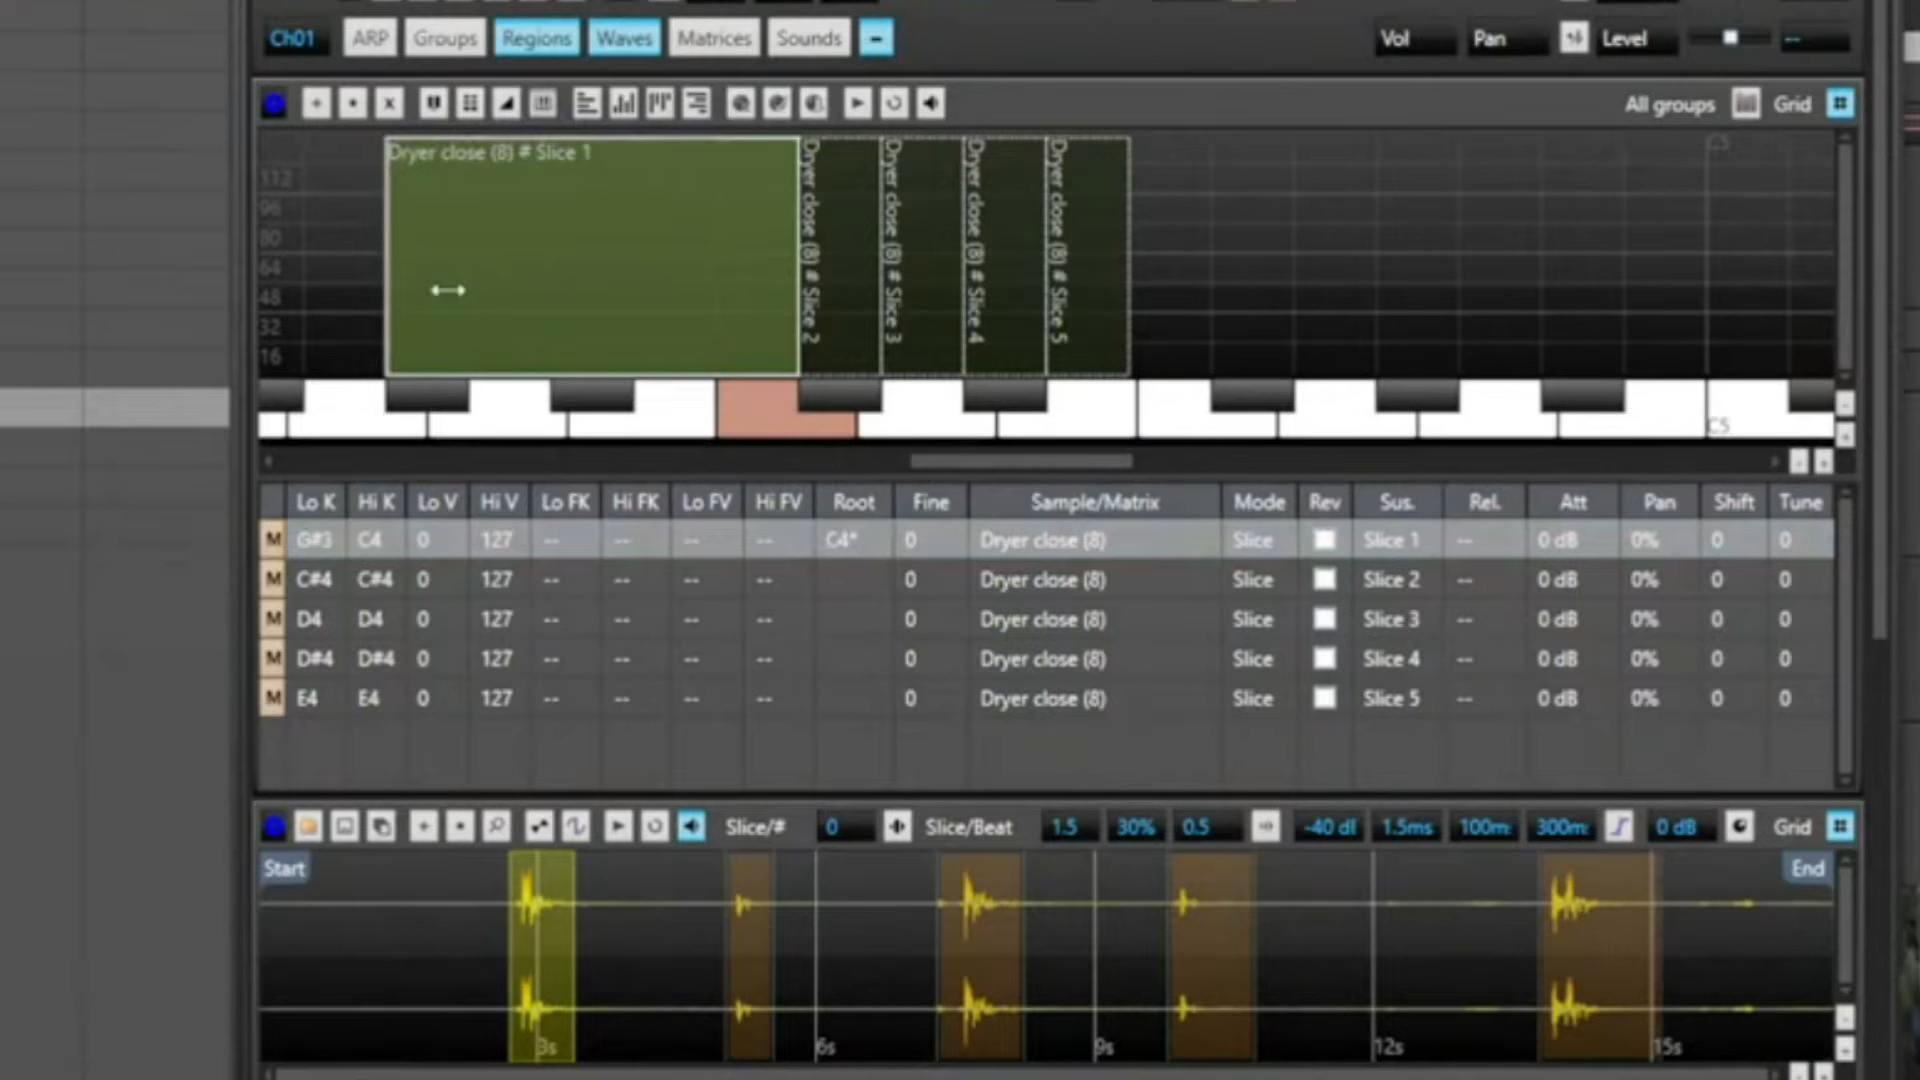 Ch01 ARP Groups Regions Waves Matrices Sounds – Vol Pan Level --
x All groups Grid
Dryer close (8) # Slice 1
Dryer close (8) # Slice 2
Dryer close (8) # Slice 3
Dryer close (8) # Slice 4
Dryer close (8) # Slice 5
C5
112
96
80
64
48
32
16
C5
Lo K Hi K Lo V Hi V Lo FK Hi FK Lo FV Hi FV Root Fine Sample/Matrix Mode Rev Sus. Rel. Att Pan Shift Tune
M G#3 C4 0 127 -- -- -- -- C4* 0 Dryer close (8) Slice Slice 1 -- 0 dB 0% 0 0
M C#4 C#4 0 127 -- -- -- -- 0 Dryer close (8) Slice Slice 2 -- 0 dB 0% 0 0
M D4 D4 0 127 -- -- -- -- 0 Dryer close (8) Slice Slice 3 -- 0 dB 0% 0 0
M D#4 D#4 0 127 -- -- -- -- 0 Dryer close (8) Slice Slice 4 -- 0 dB 0% 0 0
M E4 E4 0 127 -- -- -- -- 0 Dryer close (8) Slice Slice 5 -- 0 dB 0% 0 0
Slice/# 0 Slice/Beat 1.5 30% 0.5 -40 dl 1.5ms 100m: 300m: 0 dB Grid
Start End
3s 6s 9s 12s 15s